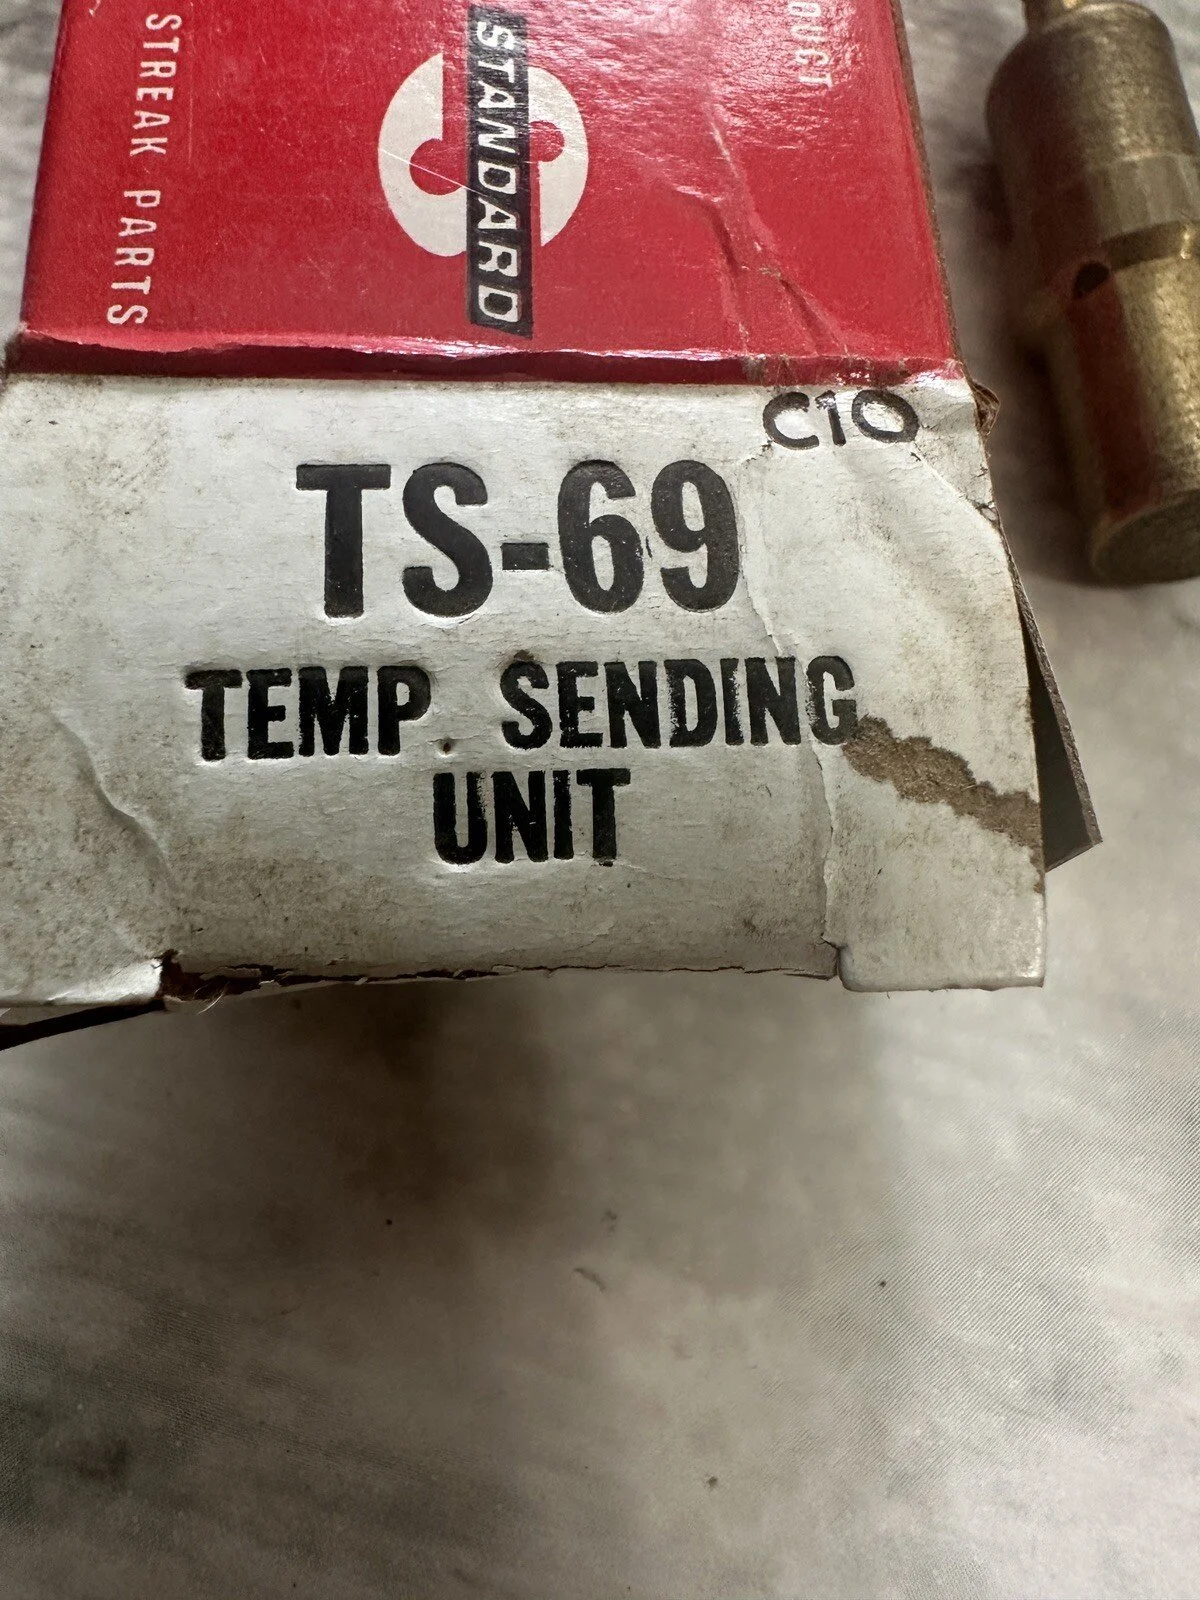 STREAK PARTS
STANDARD
C10
TS-69
TEMP. SENDING
UNIT